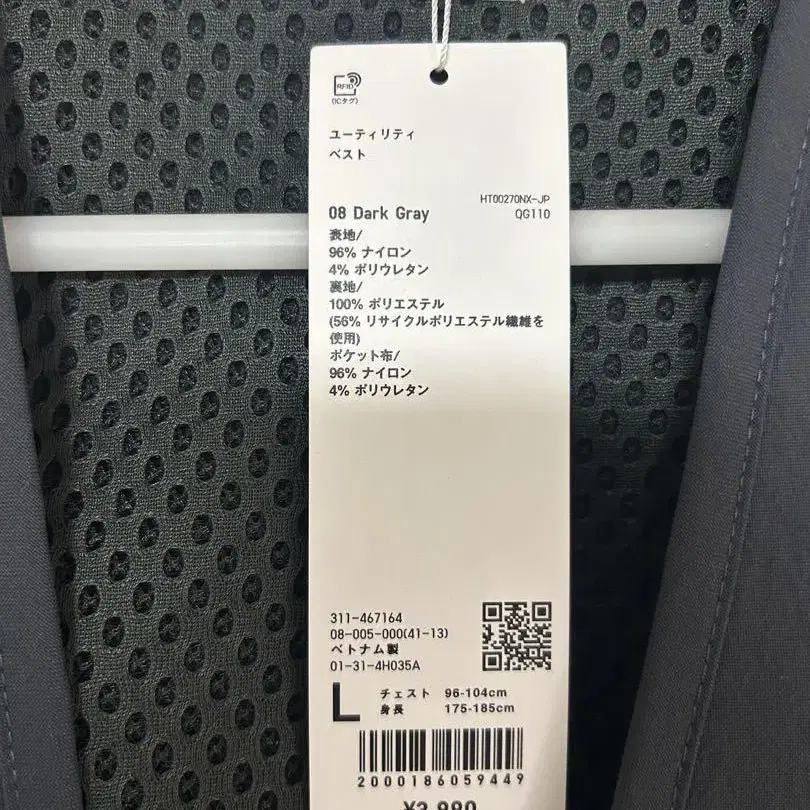 RFID
(ICタグ)
ユーティリティ
ベスト
HT00270NX-JP
08 Dark Gray
QG110
表地/
96% ナイロン
4% ポリウレタン
裏地/
100% ポリエステル
(56% リサイクルポリエステル繊維を
使用)
ポケット布/
96% ナイロン
4% ポリウレタン
311-467164
08-005-000(41-13)
ベトナム製
01-31-4H035A
L
チェスト 96-104cm
身長 175-185cm
2000186059449
¥3,990